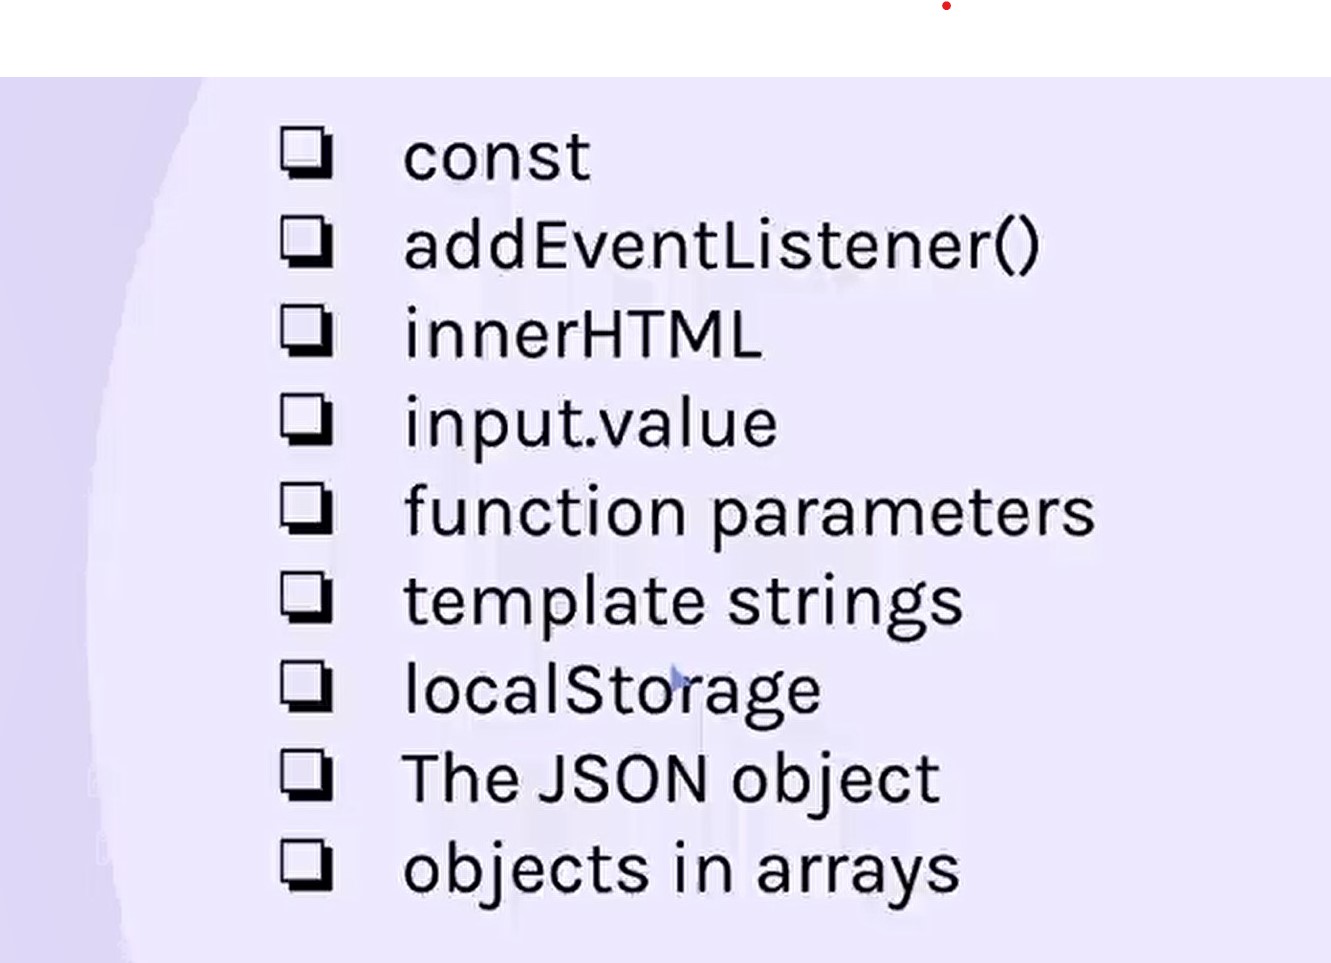 const
addEventListener()
innerHTML
input.value
function parameters
template strings
localStorage
The JSON object
objects in arrays